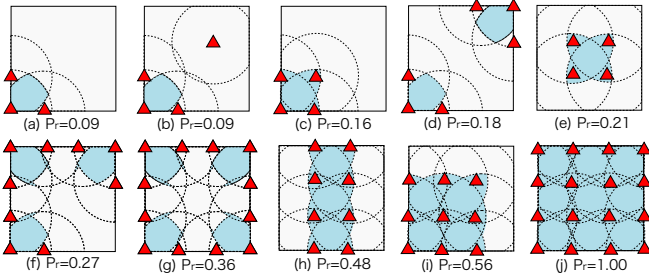 (a) Pr=0.09 (b) Pr=0.09 (c) Pr=0.16 (d) Pr=0.18 (e) Pr=0.21
(f) Pr=0.27 (g) Pr=0.36 (h) Pr=0.48 (i) Pr=0.56 (j) Pr=1.00